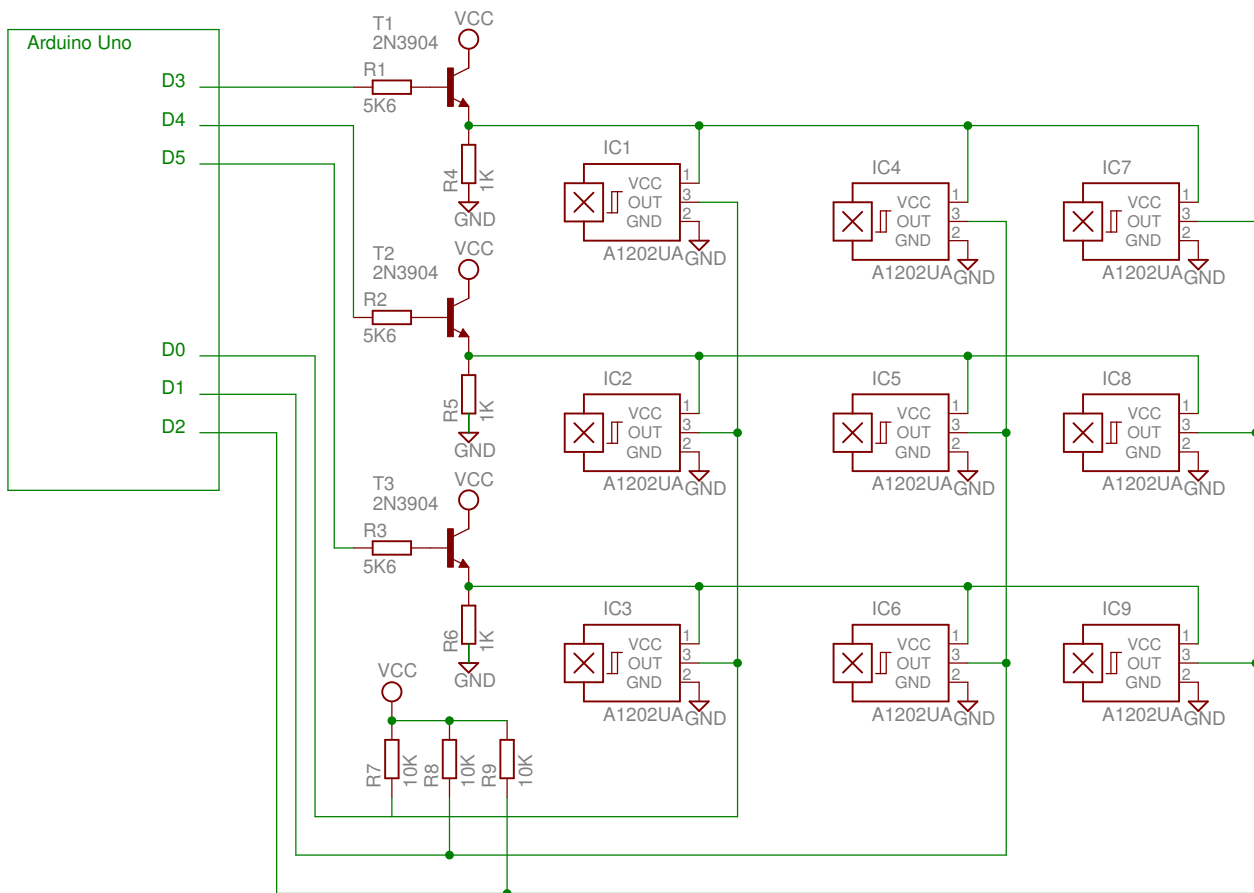 Arduino Uno
D3
D4
D5
D0
D1
D2
T1
2N3904
VCC
R1
5K6
R4
1K
GND
IC1
VCC
OUT
GND
1
3
2
A1202UA
GND
IC4
VCC
OUT
GND
1
3
2
A1202UA
GND
IC7
VCC
OUT
GND
1
3
2
A1202UA
GND
T2
2N3904
VCC
R2
5K6
R5
1K
GND
IC2
VCC
OUT
GND
1
3
2
A1202UA
GND
IC5
VCC
OUT
GND
1
3
2
A1202UA
GND
IC8
VCC
OUT
GND
1
3
2
A1202UA
GND
T3
2N3904
VCC
R3
5K6
R6
1K
GND
IC3
VCC
OUT
GND
1
3
2
A1202UA
GND
IC6
VCC
OUT
GND
1
3
2
A1202UA
GND
IC9
VCC
OUT
GND
1
3
2
A1202UA
GND
VCC
R7
10K
R8
10K
R9
10K